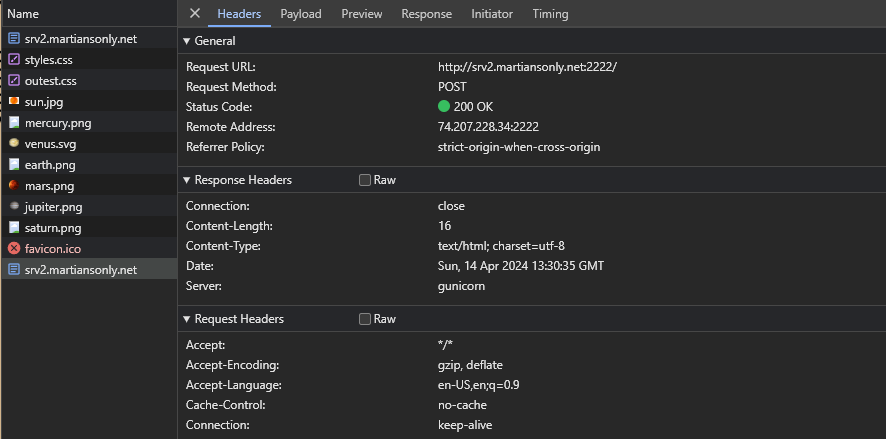 Name
srv2.martiansonly.net
styles.css
outest.css
sun.jpg
mercury.png
venus.svg
earth.png
mars.png
jupiter.png
saturn.png
favicon.ico
srv2.martiansonly.net
Headers Payload Preview Response Initiator Timing
General
Request URL: http://srv2.martiansonly.net:2222/
Request Method: POST
Status Code: 200 OK
Remote Address: 74.207.228.34:2222
Referrer Policy: strict-origin-when-cross-origin
Response Headers Raw
Connection: close
Content-Length: 16
Content-Type: text/html; charset=utf-8
Date: Sun, 14 Apr 2024 13:30:35 GMT
Server: gunicorn
Request Headers Raw
Accept: */*
Accept-Encoding: gzip, deflate
Accept-Language: en-US,en;q=0.9
Cache-Control: no-cache
Connection: keep-alive